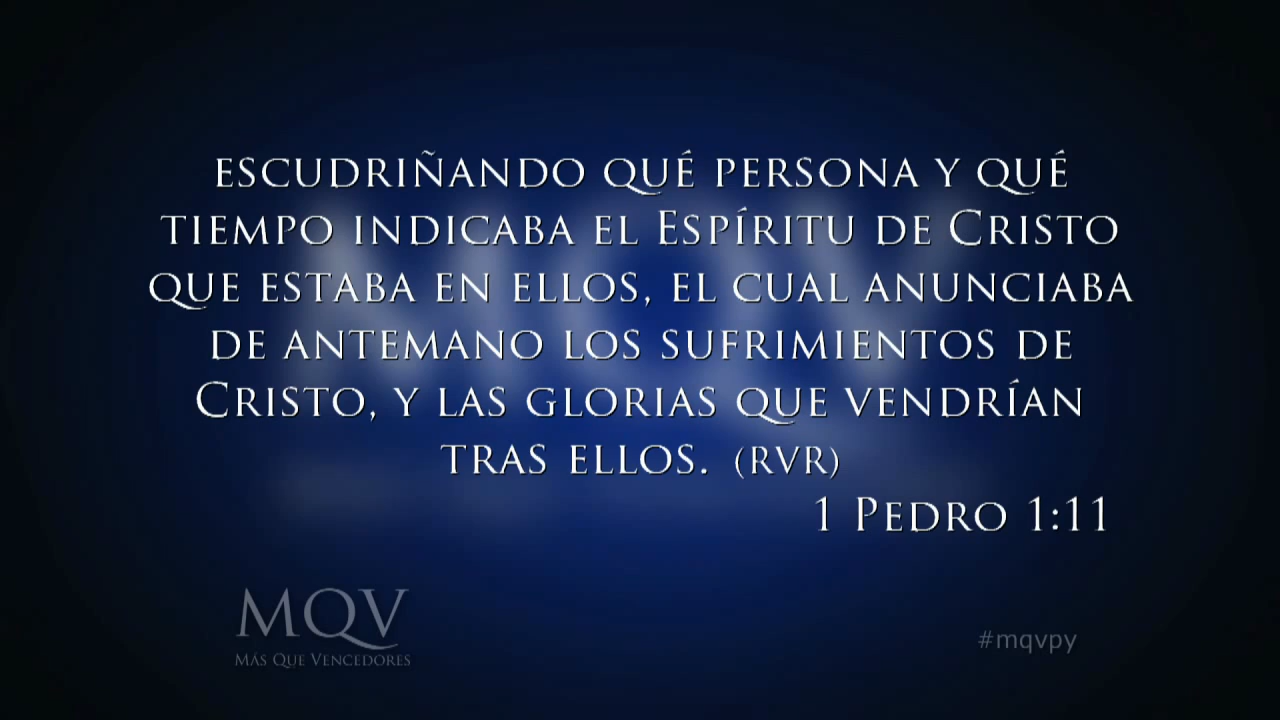 ESCUDRIÑANDO QUÉ PERSONA Y QUÉ
TIEMPO INDICABA EL ESPÍRITU DE CRISTO
QUE ESTABA EN ELLOS, EL CUAL ANUNCIABA
DE ANTEMANO LOS SUFRIMIENTOS DE
CRISTO, Y LAS GLORIAS QUE VENDRÍAN
TRAS ELLOS. (RVR)
1 PEDRO 1:11
MQV
MÁS QUE VENCEDORES
#mqvpy